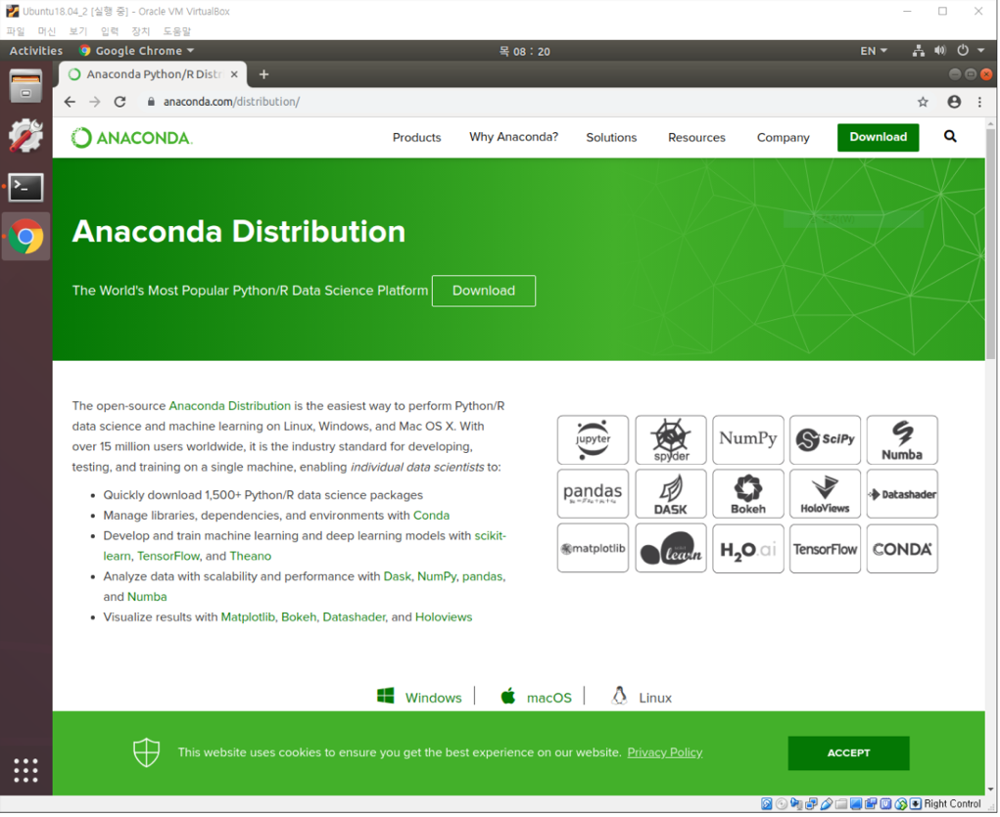 Ubuntu18.04_2 [실행 중] - Oracle VM VirtualBox
파일 머신 보기 입력 장치 도움말
Activities Google Chrome 목 08 : 20 EN
Anaconda Python/R Distr
anaconda.com/distribution/
ANACONDA. Products Why Anaconda? Solutions Resources Company Download
Anaconda Distribution
The World's Most Popular Python/R Data Science Platform Download
The open-source Anaconda Distribution is the easiest way to perform Python/R
data science and machine learning on Linux, Windows, and Mac OS X. With
over 15 million users worldwide, it is the industry standard for developing,
testing, and training on a single machine, enabling individual data scientists to:
• Quickly download 1,500+ Python/R data science packages
• Manage libraries, dependencies, and environments with Conda
• Develop and train machine learning and deep learning models with scikit-
learn, TensorFlow, and Theano
• Analyze data with scalability and performance with Dask, NumPy, pandas,
and Numba
• Visualize results with Matplotlib, Bokeh, Datashader, and Holoviews
jupyter spyder NumPy SciPy Numba
pandas DASK Bokeh HoloViews Datashader
matplotlib learn H2O.ai TensorFlow CONDA
Windows macOS Linux
This website uses cookies to ensure you get the best experience on our website. Privacy Policy ACCEPT
Right Control